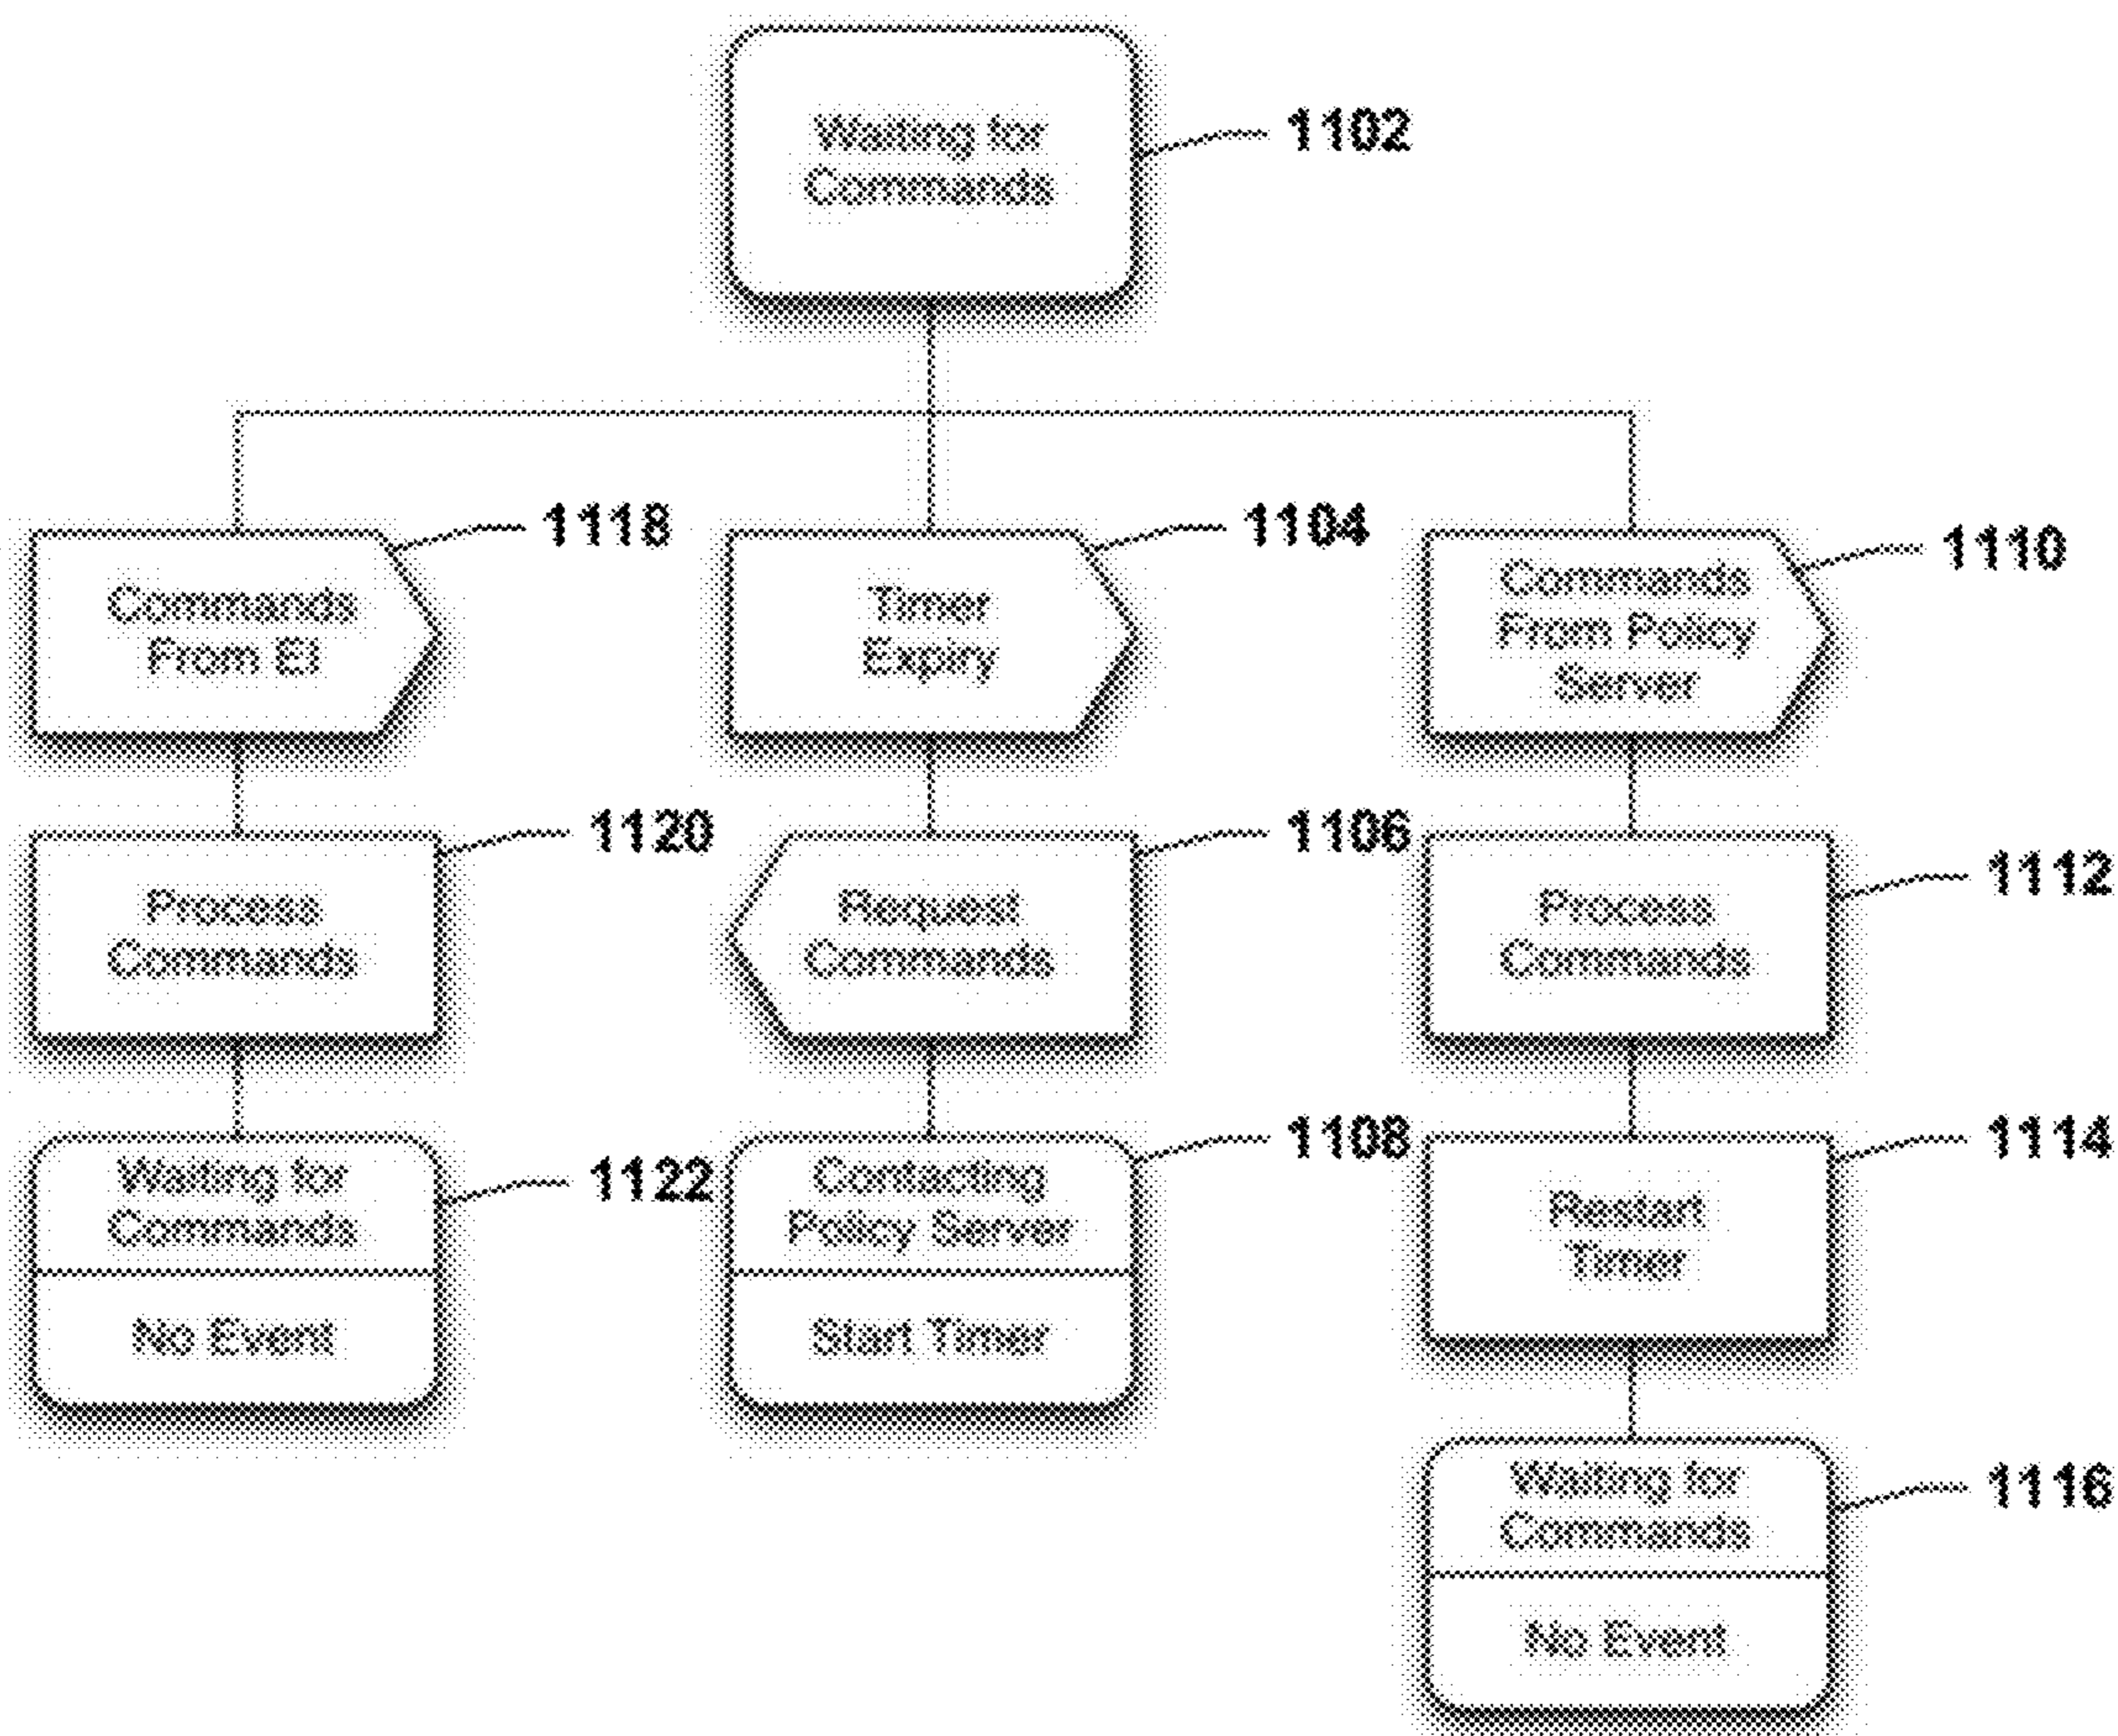 Waiting for
Commands
1102
1118
1104
1110
Commands
From EI
Timer
Expiry
Commands
From Policy
Server
1120
1106
1112
Process
Commands
Request
Commands
Process
Commands
1122
1108
1114
Waiting for
Commands
No Event
Contacting
Policy Server
Start Timer
Restart
Timer
1116
Waiting for
Commands
No Event